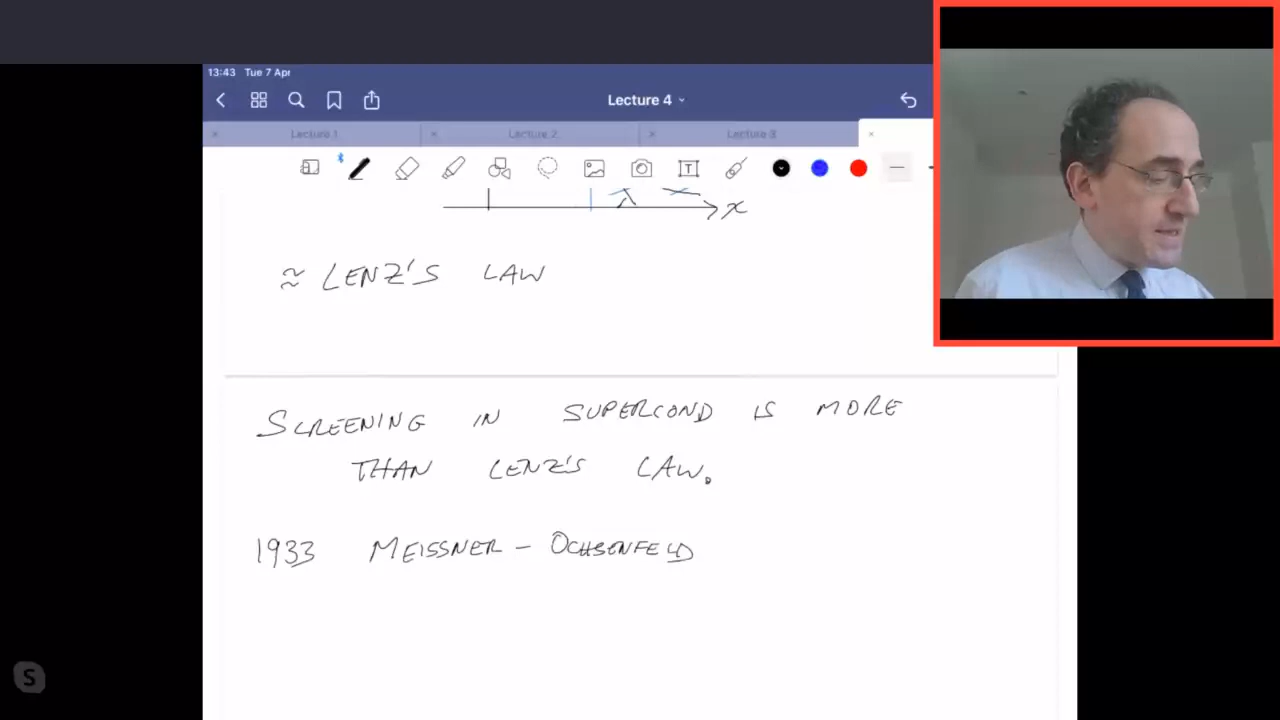 13:43 Tue 7 Apr
Lecture 4
Lecture 1
Lecture 2
Lecture 3
T
λ
x
≈ LENZ'S LAW
SCREENING IN SUPERCOND IS MORE
THAN LENZ'S LAW.
1933 MEISSNER - OCHSENFELD
S